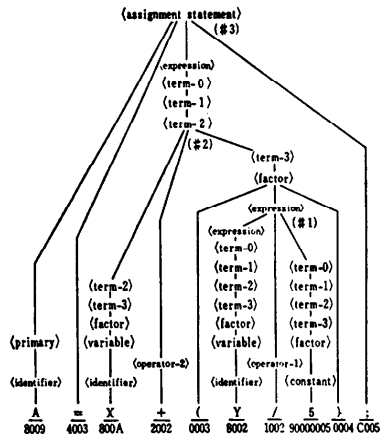 ⟨assignment statement⟩
(#3)
⟨expression⟩
⟨term-0⟩
⟨term-1⟩
⟨term-2⟩
(#2)
⟨term-3⟩
⟨factor⟩
⟨expression⟩
(#1)
⟨expression⟩
⟨term-0⟩
⟨term-1⟩ ⟨term-0⟩
⟨term-2⟩ ⟨term-2⟩ ⟨term-1⟩
⟨term-3⟩ ⟨term-3⟩ ⟨term-2⟩
⟨factor⟩ ⟨factor⟩ ⟨term-3⟩
⟨primary⟩ ⟨variable⟩ ⟨variable⟩ ⟨factor⟩
⟨operator-2⟩ ⟨operator-1⟩
⟨identifier⟩ ⟨identifier⟩ ⟨identifier⟩ ⟨constant⟩
A = X + ( Y / 5 ) ;
8009 4003 800A 2002 0003 8002 1002 90000005 0004 C005